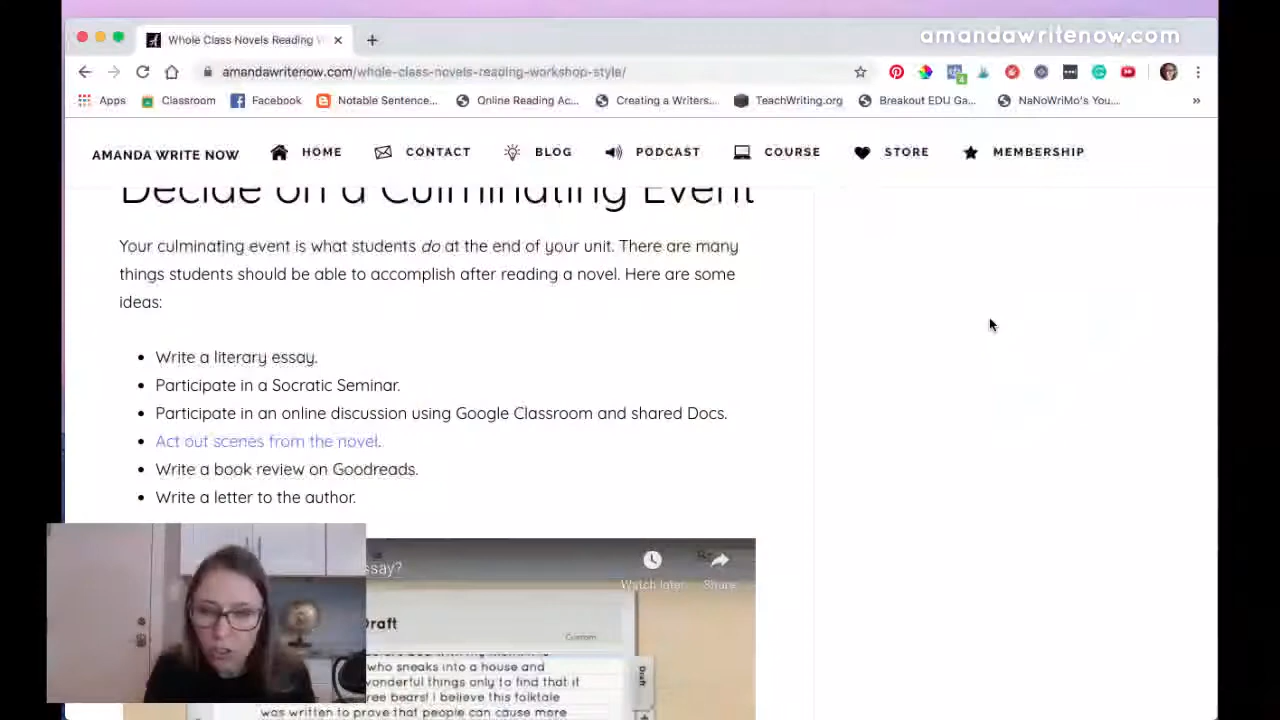 amandawritenow.com
Whole Class Novels Reading W
amandawritenow.com/whole-class-novels-reading-workshop-style/
4
Apps Classroom Facebook Notable Sentence... Online Reading Ac... Creating a Writers... TeachWriting.org Breakout EDU Ga... NaNoWriMo's You... »
AMANDA WRITE NOW HOME CONTACT BLOG PODCAST COURSE STORE MEMBERSHIP
Decide on a Culminating Event
Your culminating event is what students do at the end of your unit. There are many
things students should be able to accomplish after reading a novel. Here are some
ideas:
• Write a literary essay.
• Participate in a Socratic Seminar.
• Participate in an online discussion using Google Classroom and shared Docs.
• Act out scenes from the novel.
• Write a book review on Goodreads.
• Write a letter to the author.
ssay?
Watch later Share
raft
Custom
who sneaks into a house and
wonderful things only to find that it
ree bears! I believe this folktale
was written to prove that people can cause more
Draft